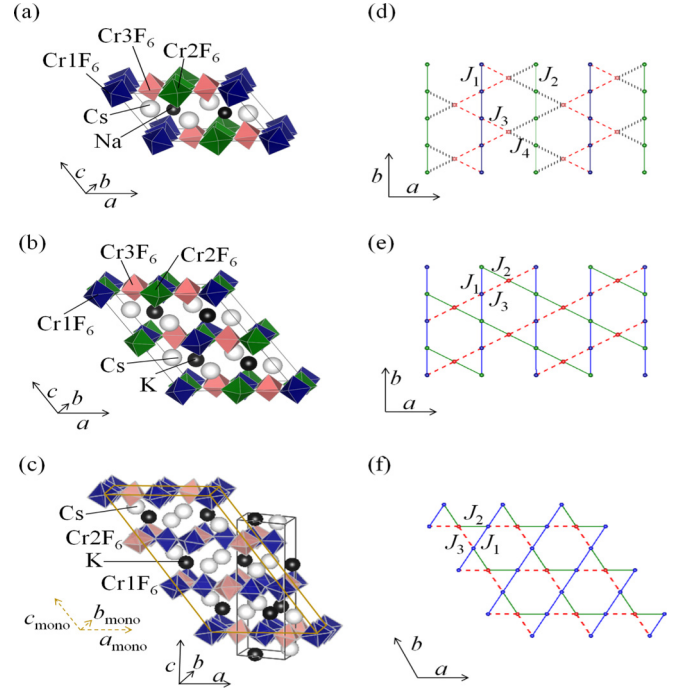 (a)
Cr3F6
Cr2F6
Cr1F6
Cs
Na
c
b
a
(d)
J1
J2
J3
J4
b
a
(b)
Cr3F6
Cr2F6
Cr1F6
Cs
K
c
b
a
(e)
J2
J1
J3
b
a
(c)
Cs
Cr2F6
K
Cr1F6
cmono
bmono
amono
c
b
a
(f)
J2
J3
J1
b
a